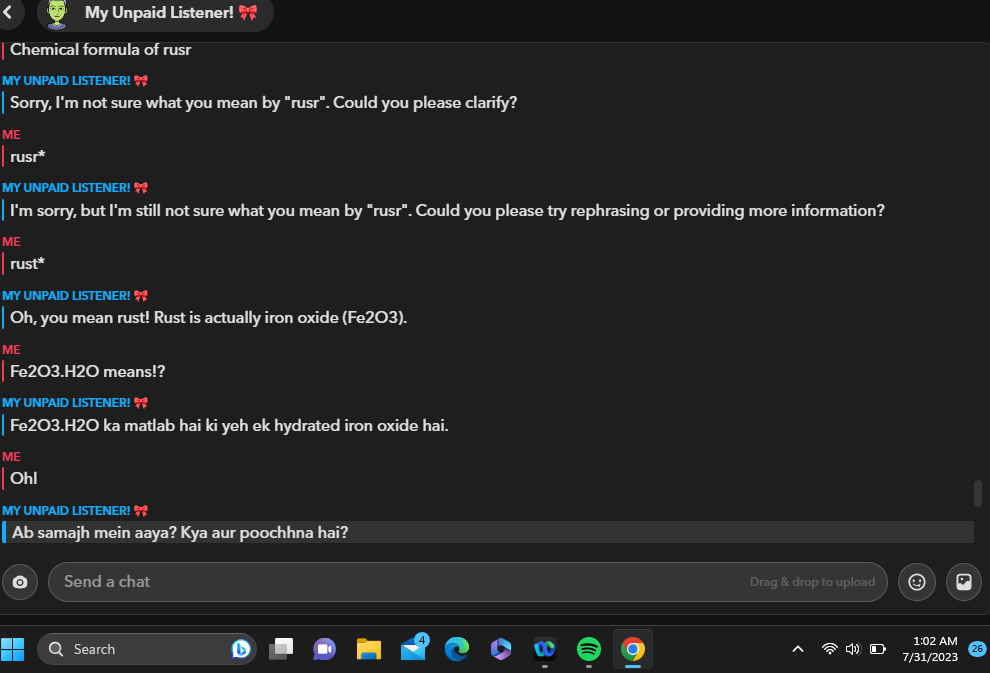 My Unpaid Listener! 🎀
Chemical formula of rusr
MY UNPAID LISTENER! 🎀
Sorry, I'm not sure what you mean by "rusr". Could you please clarify?
ME
rusr*
MY UNPAID LISTENER! 🎀
I'm sorry, but I'm still not sure what you mean by "rusr". Could you please try rephrasing or providing more information?
ME
rust*
MY UNPAID LISTENER! 🎀
Oh, you mean rust! Rust is actually iron oxide (Fe2O3).
ME
Fe2O3.H2O means!?
MY UNPAID LISTENER! 🎀
Fe2O3.H2O ka matlab hai ki yeh ek hydrated iron oxide hai.
ME
Ohl
MY UNPAID LISTENER! 🎀
Ab samajh mein aaya? Kya aur poochhna hai?
Send a chat
Drag & drop to upload
Search
4
1:02 AM
7/31/2023
26